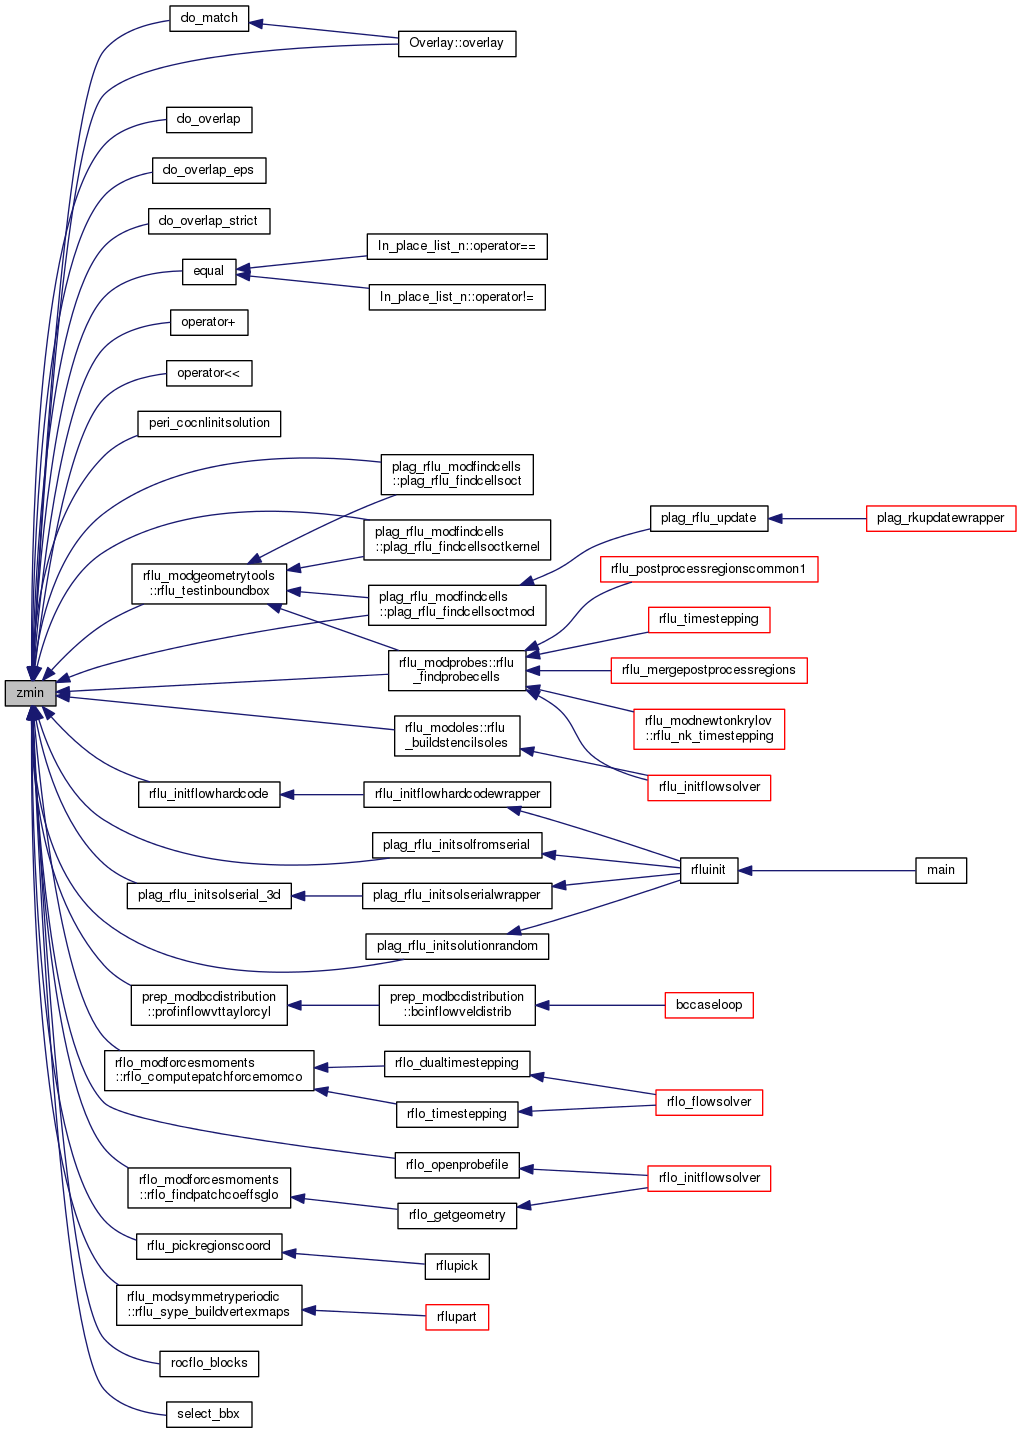 do_match
Overlay::overlay
do_overlap
do_overlap_eps
do_overlap_strict
In_place_list_n::operator==
equal
In_place_list_n::operator!=
operator+
operator<<
peri_cocnlinitsolution
plag_rflu_modfindcells
::plag_rflu_findcellsoct
plag_rflu_update
plag_rkupdatewrapper
plag_rflu_modfindcells
::plag_rflu_findcellsoctkernel
rflu_modgeometrytools
::rflu_testinboundbox
rflu_postprocessregionscommon1
plag_rflu_modfindcells
::plag_rflu_findcellsoctmod
rflu_timestepping
rflu_modprobes::rflu
_findprobecells
rflu_mergepostprocessregions
zmin
rflu_modnewtonkrylov
::rflu_nk_timestepping
rflu_modoles::rflu
_buildstencilsoles
rflu_initflowsolver
rflu_initflowhardcode
rflu_initflowhardcodewrapper
plag_rflu_initsolfromserial
rfluinit
main
plag_rflu_initsolserial_3d
plag_rflu_initsolserialwrapper
plag_rflu_initsolutionrandom
prep_modbcdistribution
::profinflowvttaylorcyl
prep_modbcdistribution
::bcinflowveldistrib
bccaseloop
rflo_modforcesmoments
::rflo_computepatchforcemomco
rflo_dualtimestepping
rflo_timestepping
rflo_flowsolver
rflo_openprobefile
rflo_modforcesmoments
::rflo_findpatchcoeffsglo
rflo_initflowsolver
rflo_getgeometry
rflu_pickregionscoord
rflupick
rflu_modsymmetryperiodic
::rflu_sype_buildvertexmaps
rflupart
rocflo_blocks
select_bbx